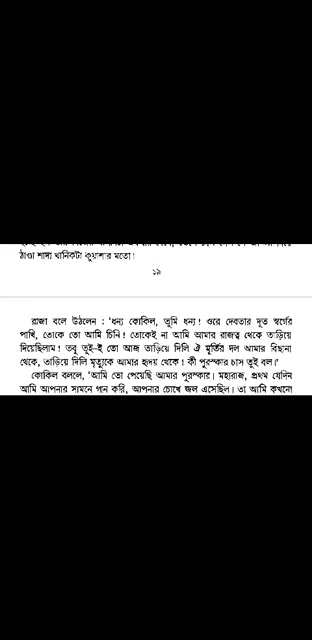 ঠাণ্ডা শাদা খানিকটা কুয়াশার মতো।
১৯
রাজা বলে উঠলেন : ‘ধন্য কোকিল, তুমি ধন্য! ওরে দেবতার দূত স্বর্গের
পাখি, তোকে তো আমি চিনি! তোকেই না আমি আমার রাজত্ব থেকে তাড়িয়ে
দিয়েছিলাম! তবু তুই-ই তো আজ তাড়িয়ে দিলি ঐ মূর্তির দল আমার বিছানা
থেকে, তাড়িয়ে দিলি মৃত্যুকে আমার হৃদয় থেকে! কী পুরস্কার চাস তুই বল।’
কোকিল বললে, ‘আমি তো পেয়েছি আমার পুরস্কার। মহারাজ, প্রথম যেদিন
আমি আপনার সামনে গান করি, আপনার চোখে জল এসেছিল। তা আমি কখনো